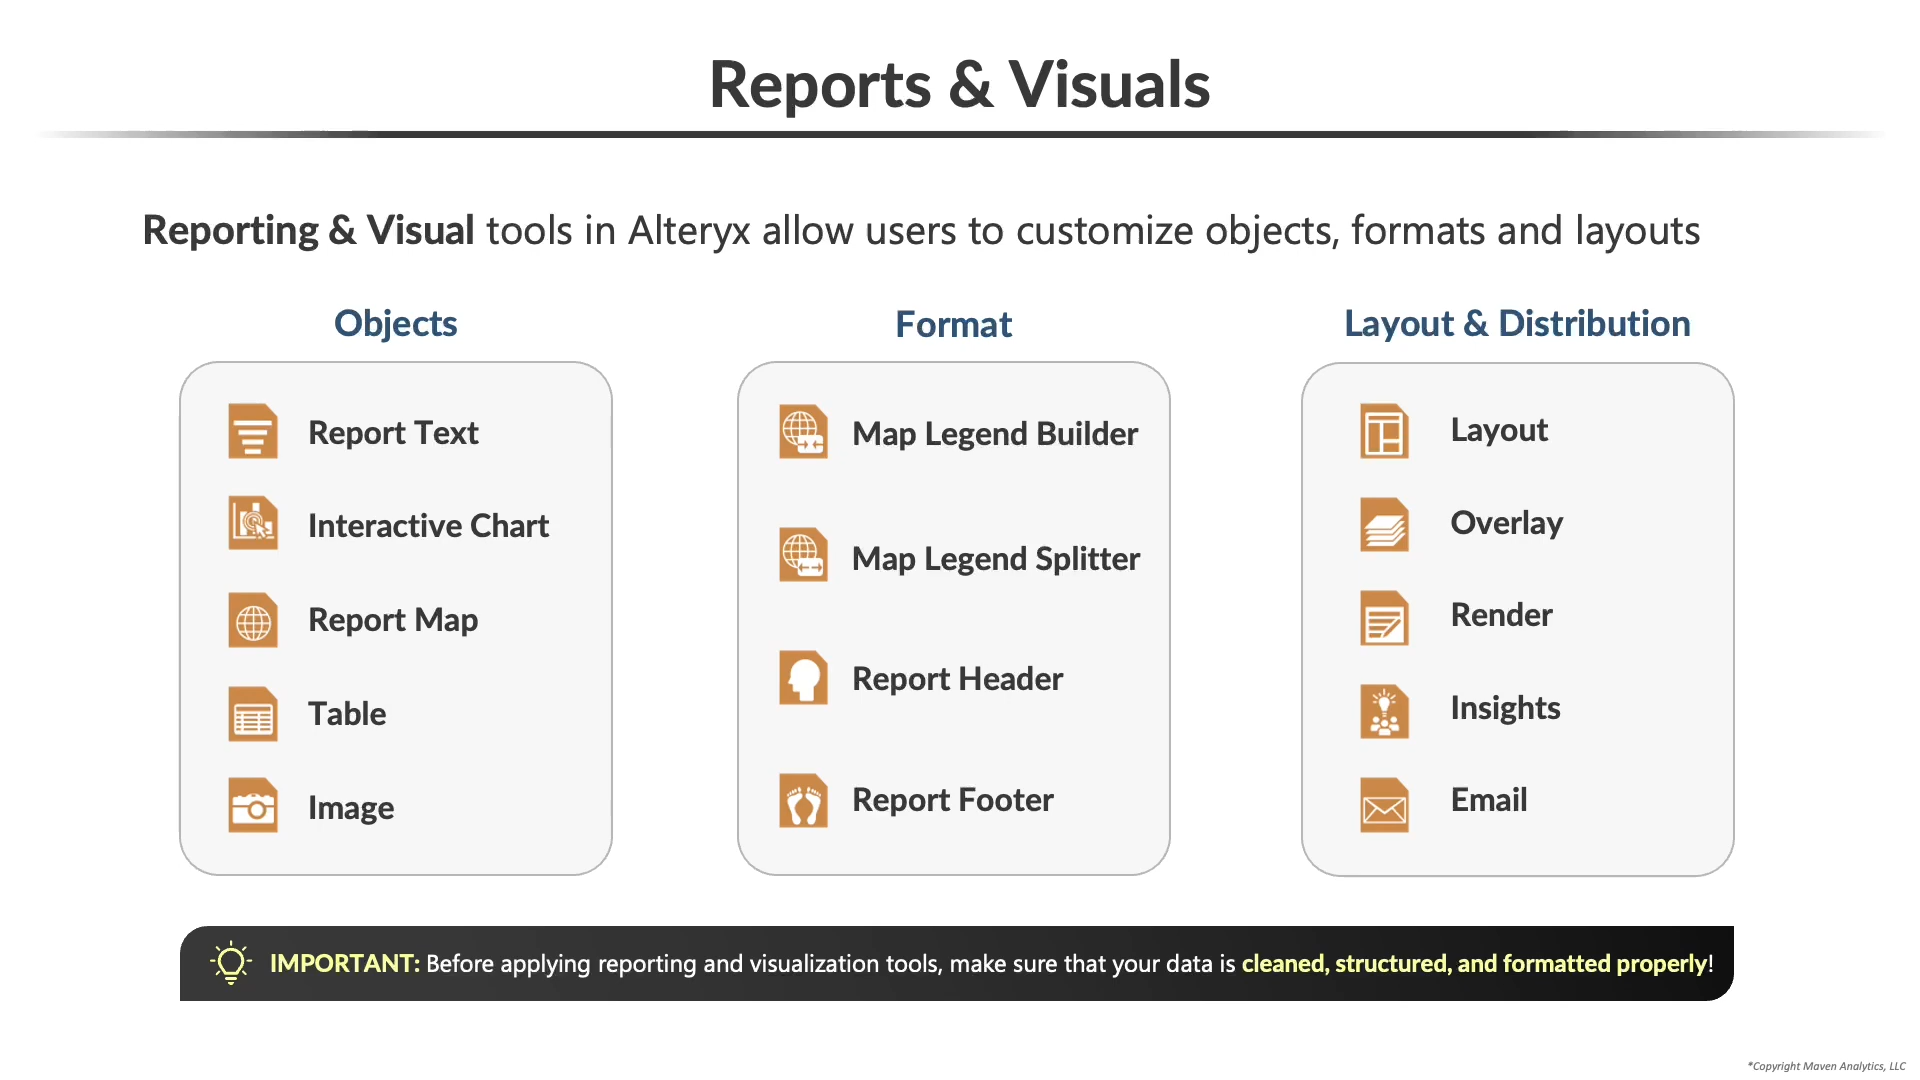 Reports & Visuals
Reporting & Visual tools in Alteryx allow users to customize objects, formats and layouts
Objects
Report Text
Interactive Chart
Report Map
Table
Image
Format
Map Legend Builder
Map Legend Splitter
Report Header
Report Footer
Layout & Distribution
Layout
Overlay
Render
Insights
Email
IMPORTANT: Before applying reporting and visualization tools, make sure that your data is cleaned, structured, and formatted properly!
*Copyright Maven Analytics, LLC